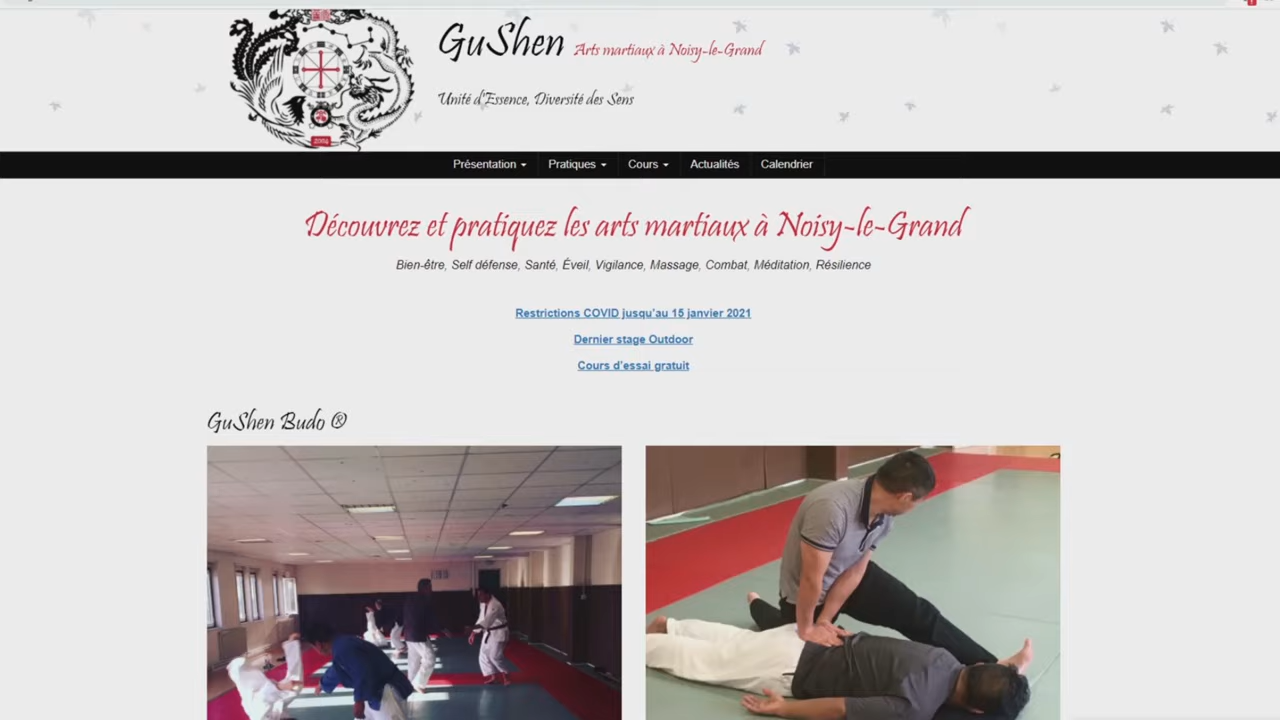 GuShen Arts martiaux à Noisy-le-Grand
Unité d'Essence, Diversité des Sens
2004
Présentation
Pratiques
Cours
Actualités
Calendrier
Découvrez et pratiquez les arts martiaux à Noisy-le-Grand
Bien-être, Self défense, Santé, Éveil, Vigilance, Massage, Combat, Méditation, Résilience
Restrictions COVID jusqu'au 15 janvier 2021
Dernier stage Outdoor
Cours d'essai gratuit
GuShen Budo ®